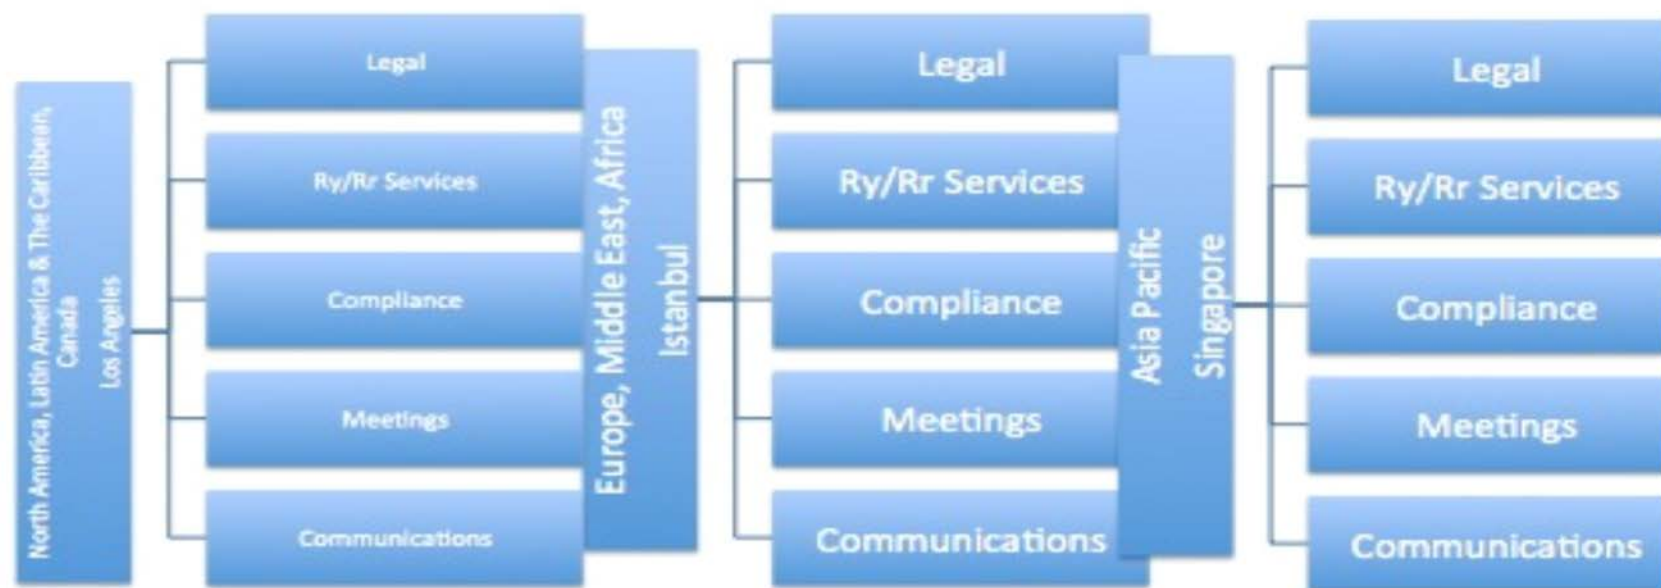 North America, Latin America & The Caribbean,
Canada
Los Angeles
Legal
Ry/Rr Services
Compliance
Meetings
Communications
Europe, Middle East, Africa
Istanbul
Legal
Ry/Rr Services
Compliance
Meetings
Communications
Asia Pacific
Singapore
Legal
Ry/Rr Services
Compliance
Meetings
Communications